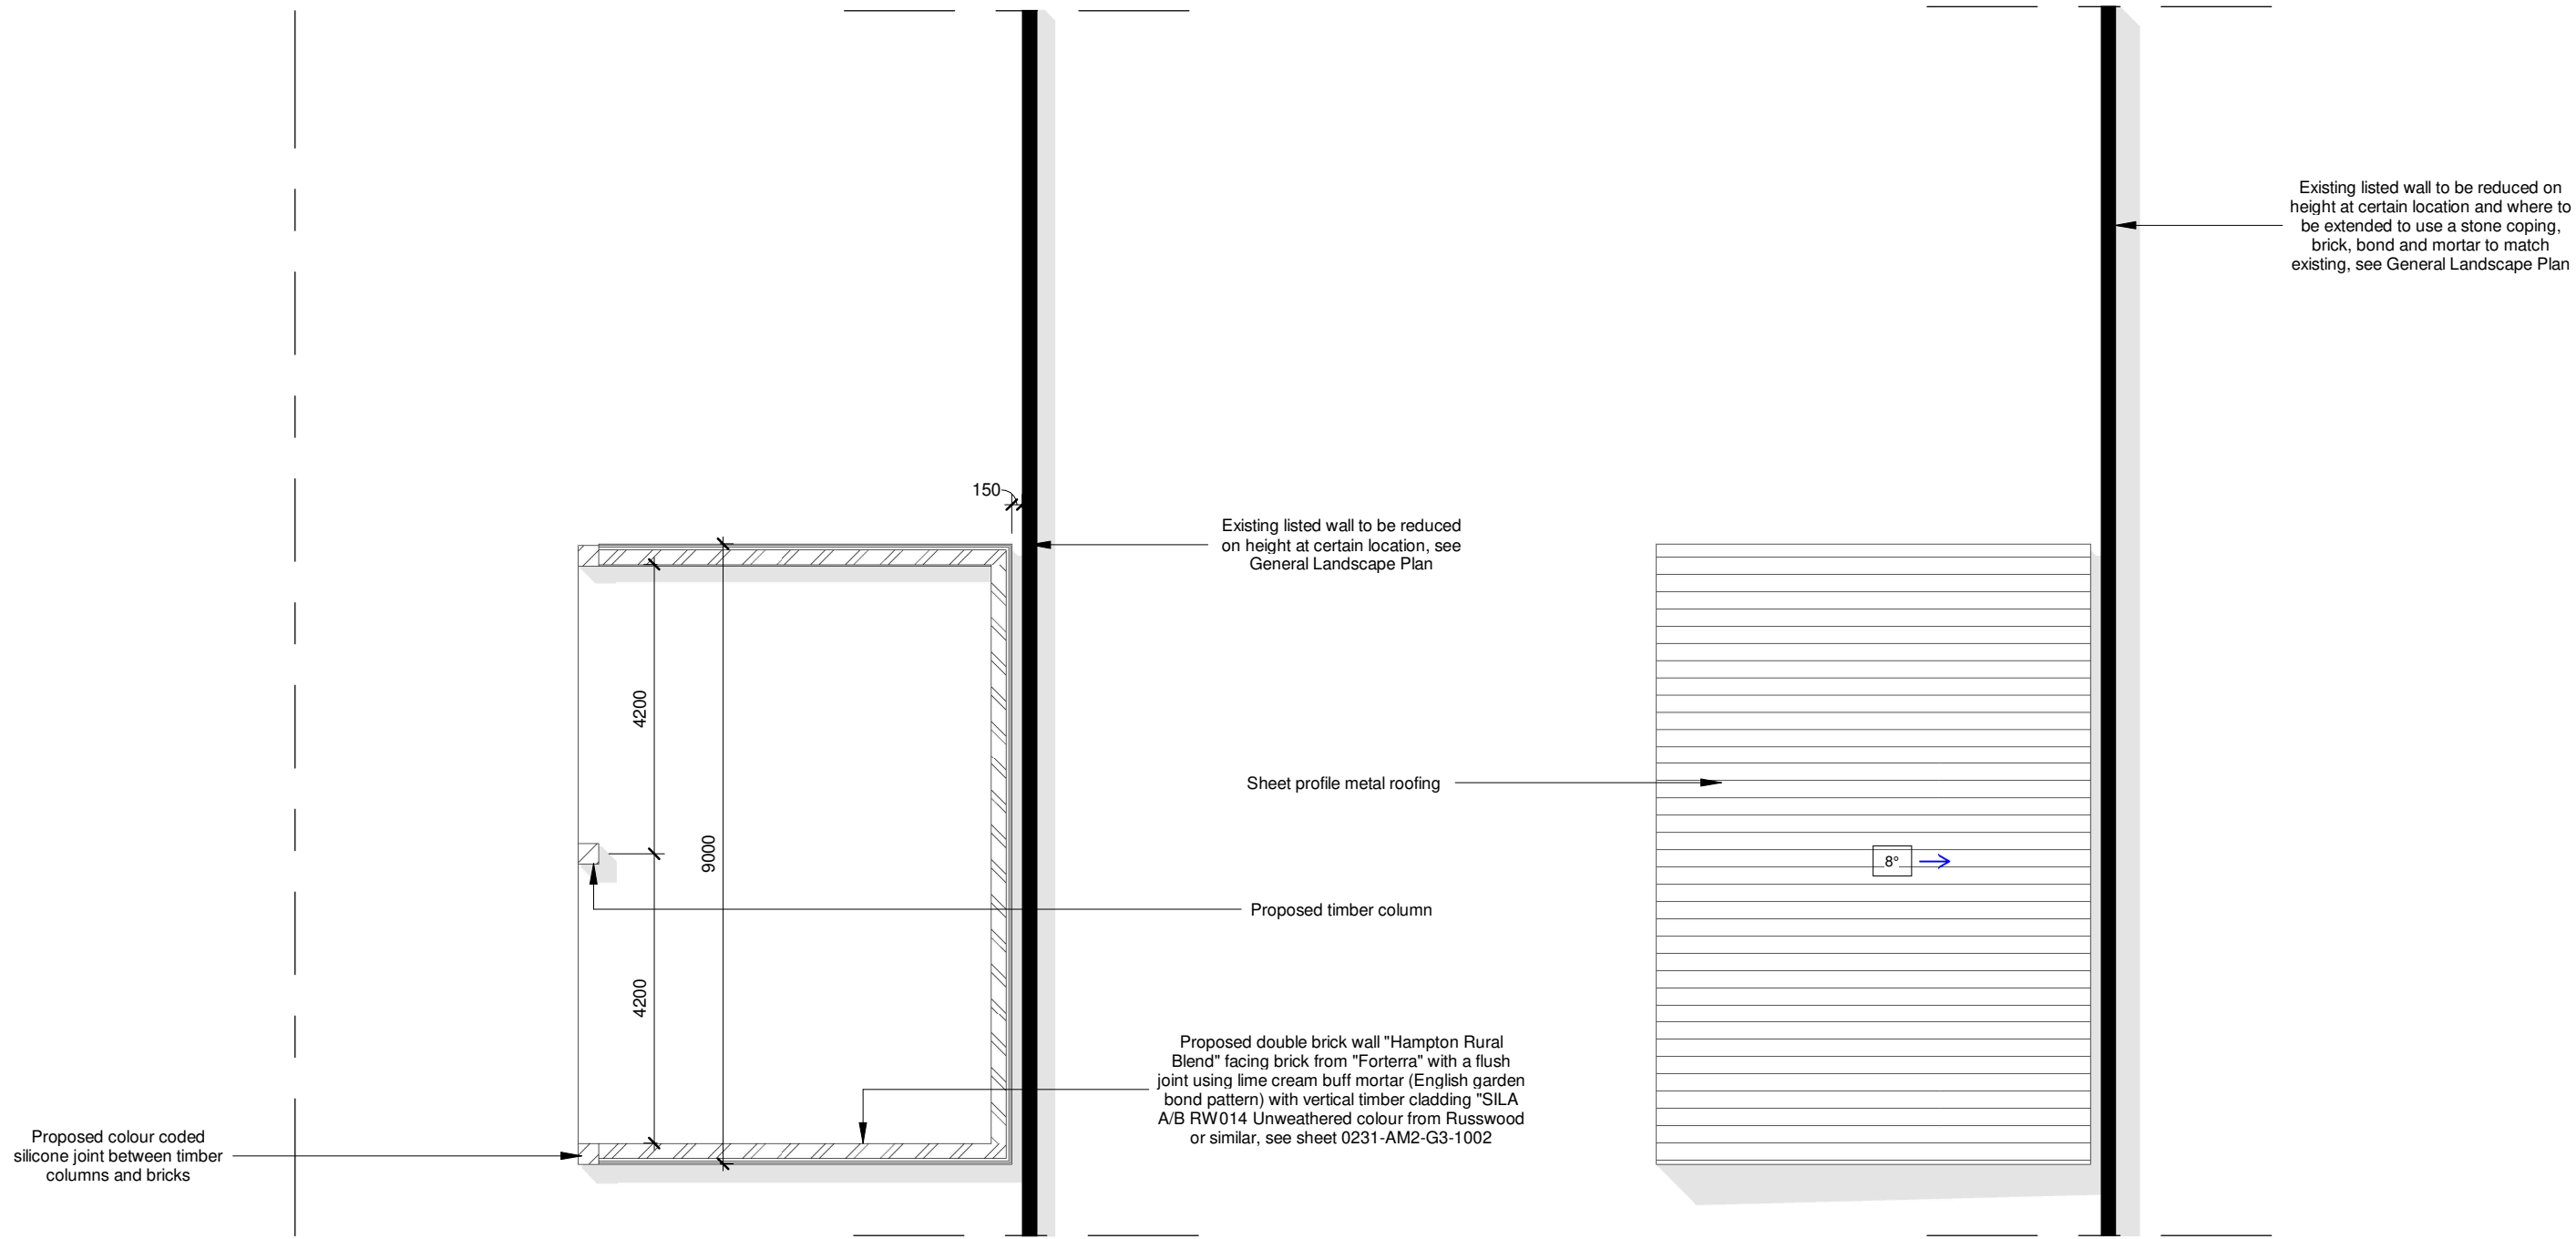 Existing listed wall to be reduced on
height at certain location and where to
be extended to use a stone coping,
brick, bond and mortar to match
existing, see General Landscape Plan
150
Existing listed wall to be reduced
on height at certain location, see
General Landscape Plan
4200
9000
4200
Sheet profile metal roofing
8°
Proposed timber column
Proposed double brick wall "Hampton Rural
Blend" facing brick from "Forterra" with a flush
joint using lime cream buff mortar (English garden
bond pattern) with vertical timber cladding "SILA
A/B RW014 Unweathered colour from Russwood
or similar, see sheet 0231-AM2-G3-1002
Proposed colour coded
silicone joint between timber
columns and bricks